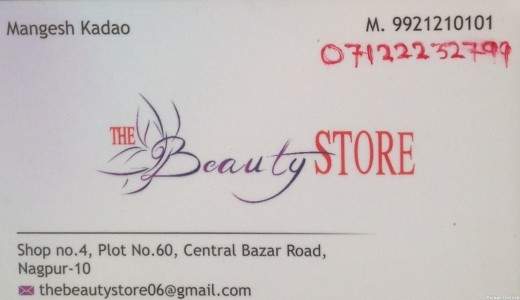 Mangesh Kadao
M. 9921210101
07122232799
THE Beauty STORE
Shop no.4, Plot No.60, Central Bazar Road,
Nagpur-10
thebeautystore06@gmail.com